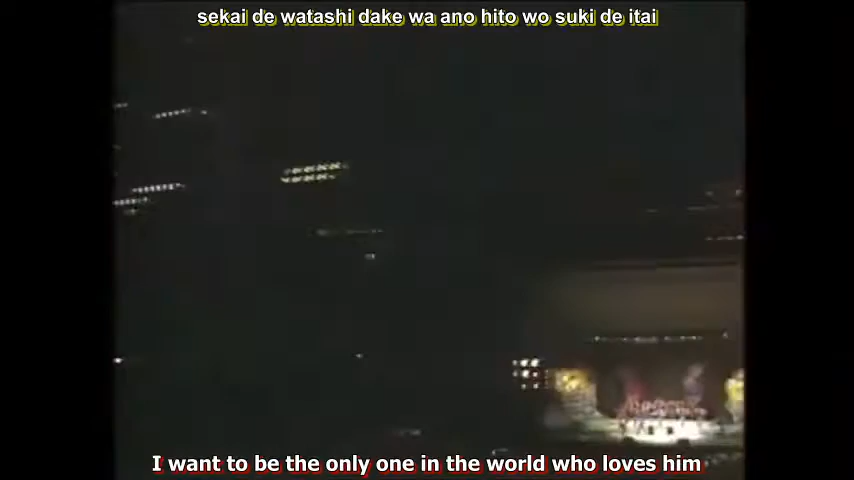 sekai de watashi dake wa ano hito wo suki de itai
I want to be the only one in the world who loves him